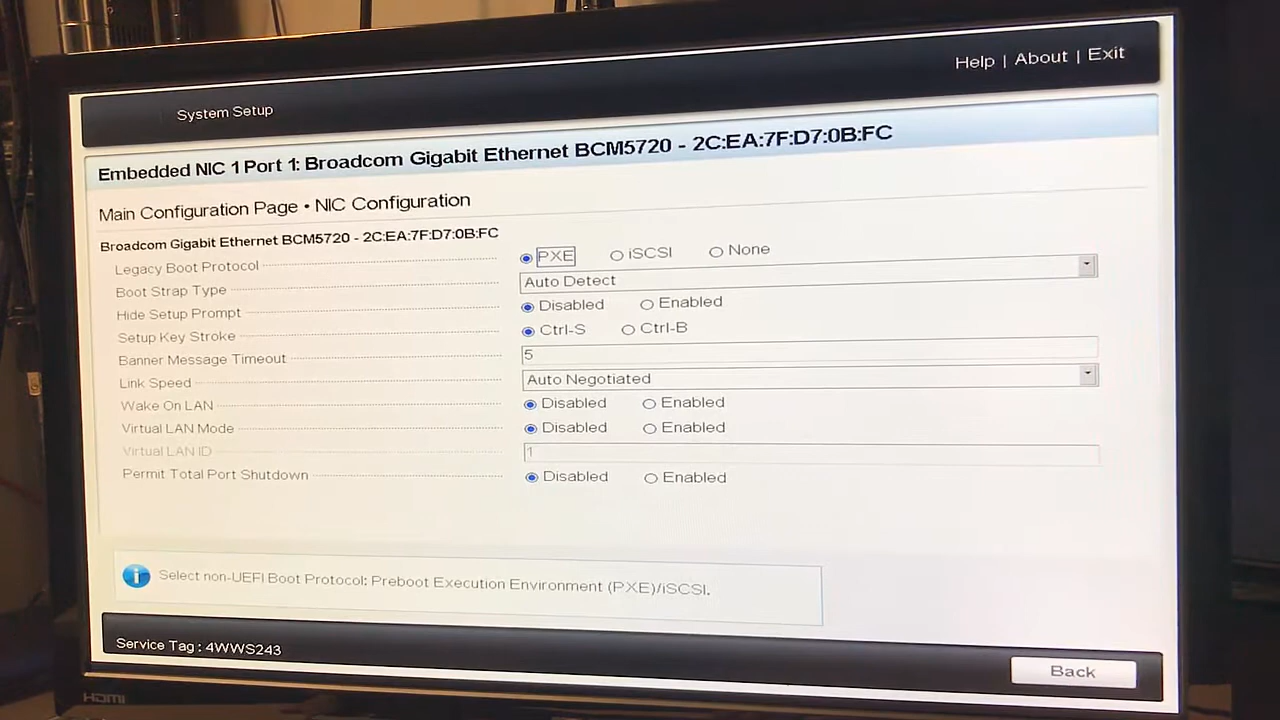 Help | About | Exit
System Setup
Embedded NIC 1 Port 1: Broadcom Gigabit Ethernet BCM5720 - 2C:EA:7F:D7:0B:FC
Main Configuration Page • NIC Configuration
Broadcom Gigabit Ethernet BCM5720 - 2C:EA:7F:D7:0B:FC
Legacy Boot Protocol PXE iSCSI None
Boot Strap Type Auto Detect
Hide Setup Prompt Disabled Enabled
Setup Key Stroke Ctrl-S Ctrl-B
Banner Message Timeout 5
Link Speed Auto Negotiated
Wake On LAN Disabled Enabled
Virtual LAN Mode Disabled Enabled
Virtual LAN ID 1
Permit Total Port Shutdown Disabled Enabled
Select non-UEFI Boot Protocol: Preboot Execution Environment (PXE)/iSCSI.
Service Tag : 4WWS243
Back
HDMI